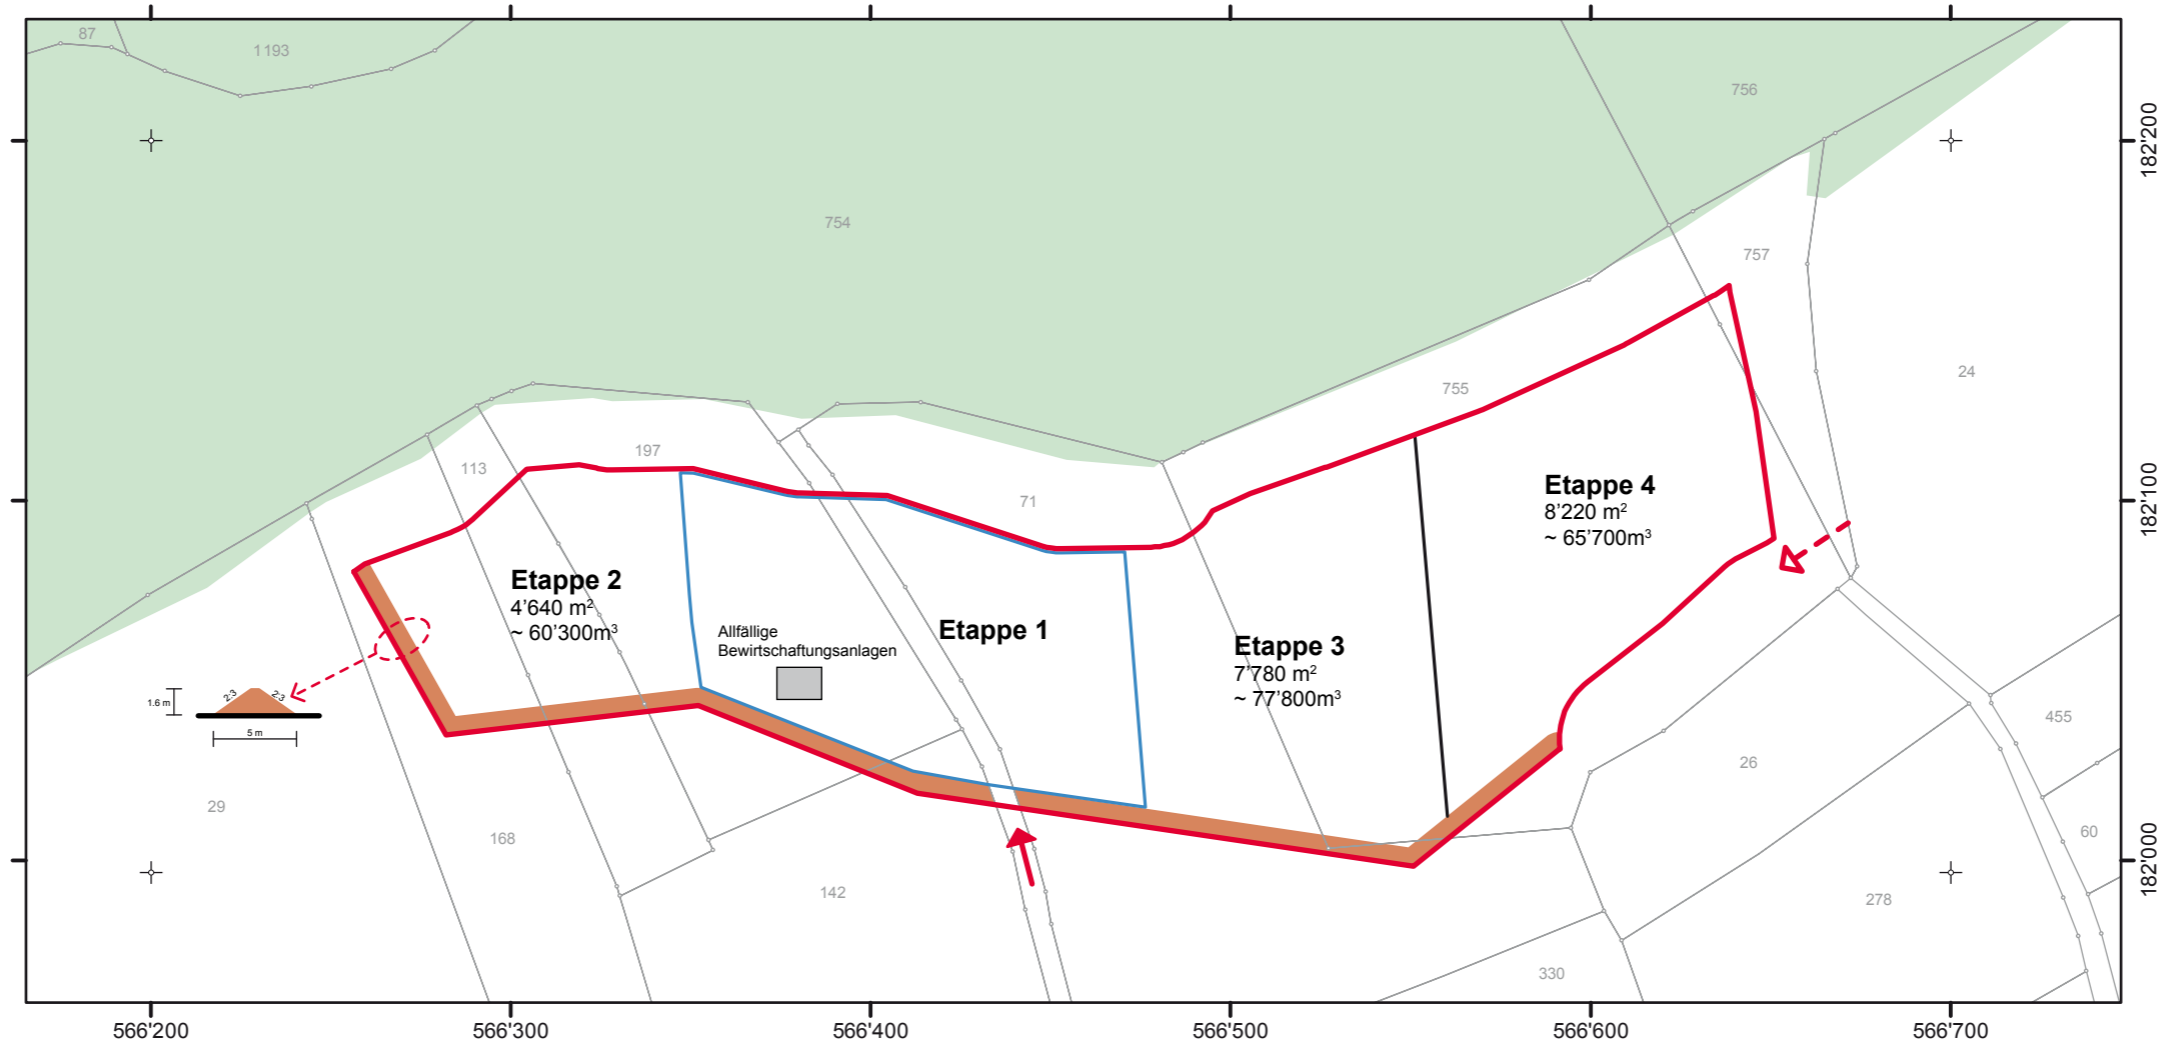 87
1193
756
182'200
754
757
24
755
113
197
71
182'100
Etappe 4
8’220 m²
~ 65’700m³
Etappe 2
4’640 m²
~ 60’300m³
Allfällige
Bewirtschaftungsanlagen
Etappe 1
Etappe 3
7’780 m²
~ 77’800m³
2:3
2:3
1.6 m
5 m
455
26
29
168
60
142
278
182'000
330
566'200
566'300
566'400
566'500
566'600
566'700